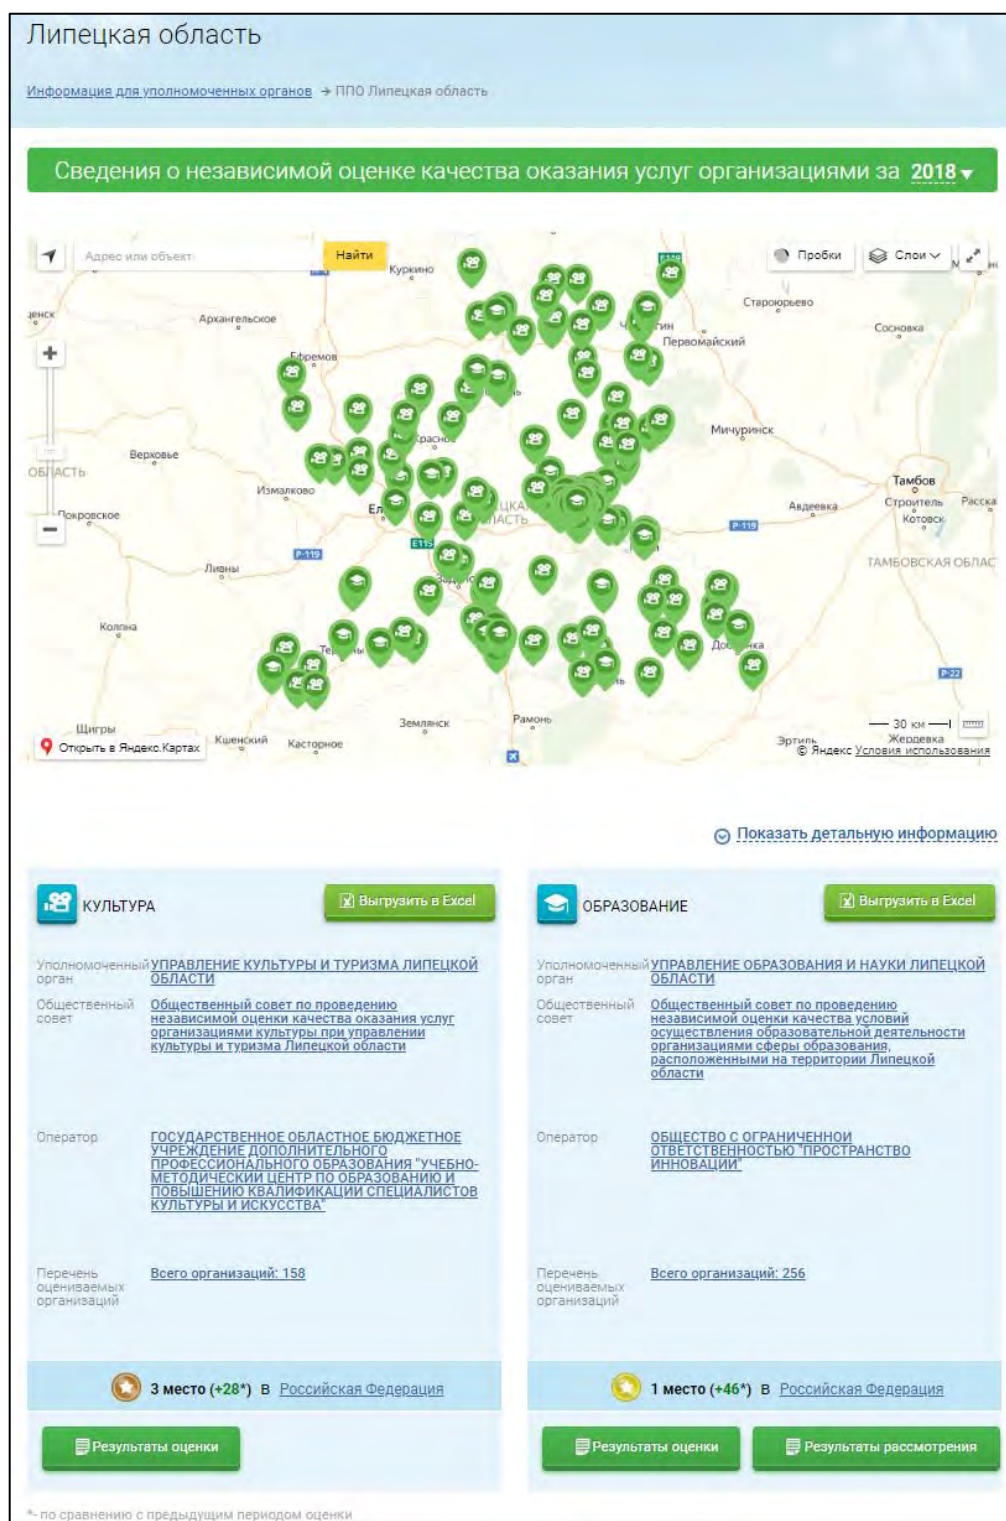 Липецкая область
Информация для уполномоченных органов → ППО Липецкая область
Сведения о независимой оценке качества оказания услуг организациями за 2018
Адрес или объект
Найти
Пробки
Слои
Куркино
Архангельское
Староюрьево
Сосновка
Первомайский
Ефремов
Мичуринск
Верховье
ОБЛАСТЬ
Измалково
Тамбов
Строитель
Котовск
Авдеевка
Покровское
Р-119
Е115
Р-119
Ливны
ТАМБОВСКАЯ ОБЛАС
Колпна
Р-22
Щигры
Землянск
Рамонь
30 км
Открыть в Яндекс.Картах
Кшенский
Касторное
Жердевка
© Яндекс Условия использования
Показать детальную информацию
КУЛЬТУРА
Выгрузить в Excel
Уполномоченный орган
УПРАВЛЕНИЕ КУЛЬТУРЫ И ТУРИЗМА ЛИПЕЦКОЙ
ОБЛАСТИ
Общественный совет
Общественный совет по проведению
независимой оценки качества оказания услуг
организациями культуры при управлении
культуры и туризма Липецкой области
Оператор
ГОСУДАРСТВЕННОЕ ОБЛАСТНОЕ БЮДЖЕТНОЕ
УЧРЕЖДЕНИЕ ДОПОЛНИТЕЛЬНОГО
ПРОФЕССИОНАЛЬНОГО ОБРАЗОВАНИЯ "УЧЕБНО-
МЕТОДИЧЕСКИЙ ЦЕНТР ПО ОБРАЗОВАНИЮ И
ПОВЫШЕНИЮ КВАЛИФИКАЦИИ СПЕЦИАЛИСТОВ
КУЛЬТУРЫ И ИСКУССТВА"
Перечень
оцениваемых
организаций
Всего организаций: 158
3 место (+28*) В Российская Федерация
Результаты оценки
ОБРАЗОВАНИЕ
Выгрузить в Excel
Уполномоченный орган
УПРАВЛЕНИЕ ОБРАЗОВАНИЯ И НАУКИ ЛИПЕЦКОЙ
ОБЛАСТИ
Общественный совет
Общественный совет по проведению
независимой оценки качества условий
осуществления образовательной деятельности
организациями сферы образования,
расположенными на территории Липецкой
области
Оператор
ОБЩЕСТВО С ОГРАНИЧЕННОЙ
ОТВЕТСТВЕННОСТЬЮ "ПРОСТРАНСТВО
ИННОВАЦИИ"
Перечень
оцениваемых
организаций
Всего организаций: 256
1 место (+46*) В Российская Федерация
Результаты оценки
Результаты рассмотрения
*- по сравнению с предыдущим периодом оценки